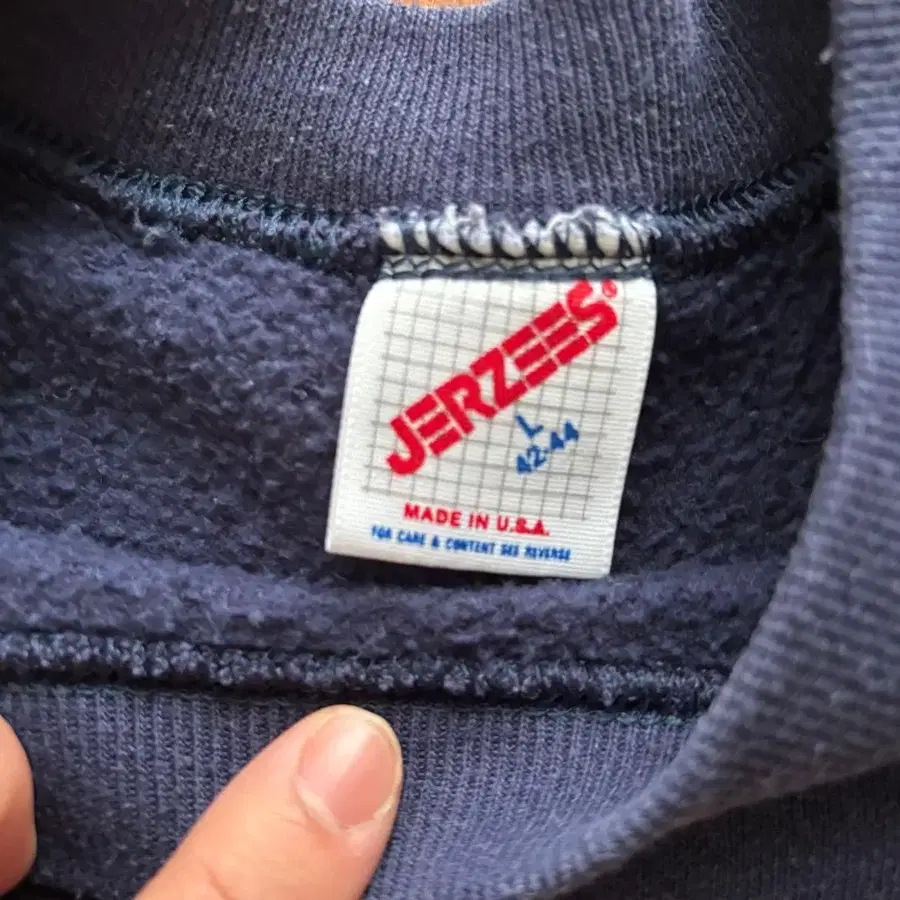 JERZEES®
L
42-44
MADE IN U.S.A.
FOR CARE & CONTENT SEE REVERSE